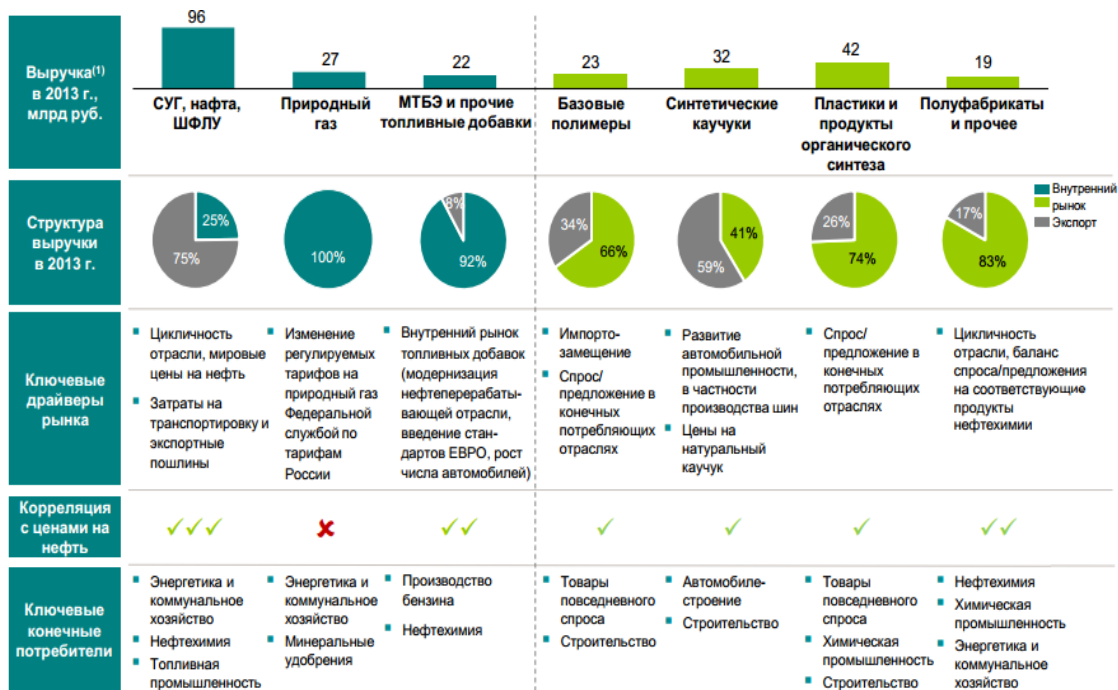 Выручка(1)
в 2013 г.,
млрд руб.
96
27
22
23
32
42
19
СУГ, нафта,
ШФЛУ
Природный
газ
МТБЭ и прочие
топливные добавки
Базовые
полимеры
Синтетические
каучуки
Пластики и
продукты
органического
синтеза
Полуфабрикаты
и прочее
Структура
выручки
в 2013 г.
25%
75%
100%
8%
92%
34%
66%
41%
59%
26%
74%
17%
83%
Внутренний
рынок
Экспорт
Ключевые
драйверы
рынка
Цикличность
отрасли, мировые
цены на нефть
Затраты на
транспортировку и
экспортные
пошлины
Изменение
регулируемых
тарифов на
природный газ
Федеральной
службой по
тарифам
России
Внутренний рынок
топливных добавок
(модернизация
нефтеперерабаты-
вающей отрасли,
введение стан-
дартов ЕВРО, рост
числа автомобилей)
Импорто-
замещение
Спрос/
предложение в
конечных
потребляющих
отраслях
Развитие
автомобильной
промышленности,
в частности
производства шин
Цены на
натуральный
каучук
Спрос/
предложение в
конечных
потребляющих
отраслях
Цикличность
отрасли, баланс
спроса/предложения
на соответствующие
продукты
нефтехимии
Корреляция
с ценами на
нефть
Ключевые
конечные
потребители
Энергетика и
коммунальное
хозяйство
Нефтехимия
Топливная
промышленность
Энергетика и
коммунальное
хозяйство
Минеральные
удобрения
Производство
бензина
Нефтехимия
Товары
повседневного
спроса
Строительство
Автомобиле-
строение
Строительство
Товары
повседневного
спроса
Химическая
промышленность
Строительство
Нефтехимия
Химическая
промышленность
Энергетика и
коммунальное
хозяйство